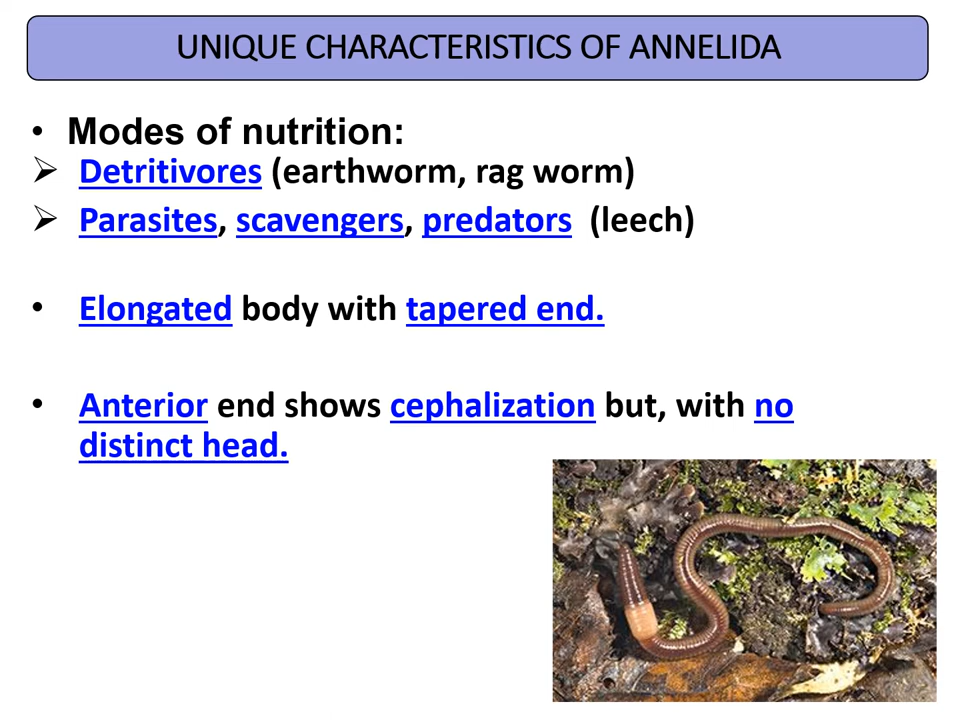 UNIQUE CHARACTERISTICS OF ANNELIDA
• Modes of nutrition:
➢ Detritivores (earthworm, rag worm)
➢ Parasites, scavengers, predators (leech)
• Elongated body with tapered end.
• Anterior end shows cephalization but, with no
distinct head.